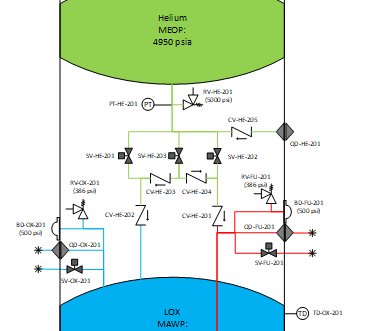 Helium
MEOP:
4950 psia
RV-HE-201
(5000 psi)
PT-HE-201
PT
CV-HE-205
QD-HE-201
SV-HE-201
SV-HE-203
SV-HE-202
RV-OX-201
(386 psi)
CV-HE-203
CV-HE-204
RV-FU-201
(386 psi)
CV-HE-202
CV-HE-201
BD-FU-201
(500 psi)
BD-OX-201
(500 psi)
QD-OX-201
QD-FU-201
SV-OX-201
SV-FU-201
LOX
MAWP:
TD
TD-OX-201